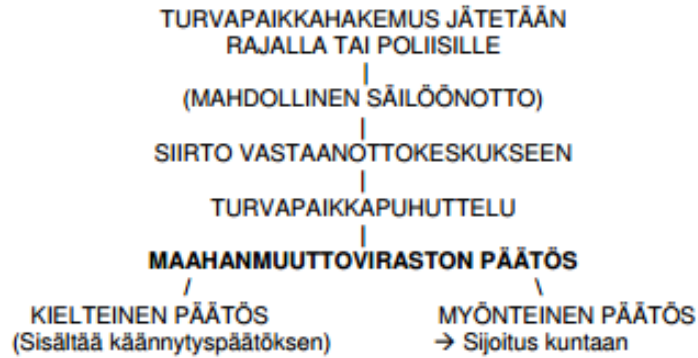 TURVAPAIKKAHAKEMUS JÄTETÄÄN
RAJALLA TAI POLIISILLE
|
(MAHDOLLINEN SÄILÖÖNOTTO)
|
SIIRTO VASTAANOTTOKESKUKSEEN
|
TURVAPAIKKAPUHUTTELU
|
MAAHANMUUTTOVIRASTON PÄÄTÖS
/ \
KIELTEINEN PÄÄTÖS MYÖNTEINEN PÄÄTÖS
(Sisältää käännytyspäätöksen) → Sijoitus kuntaan